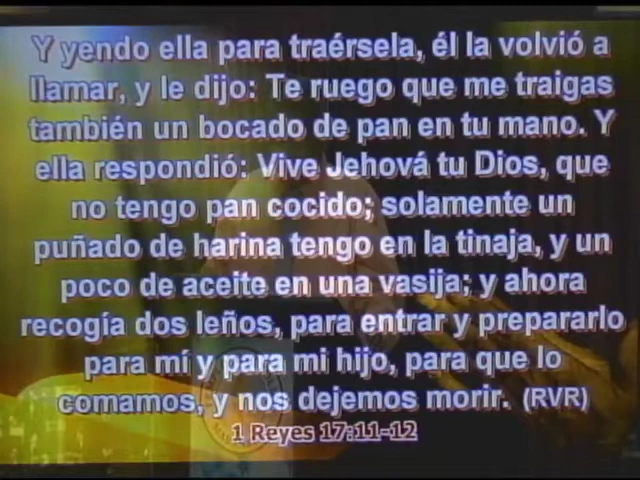 Y yendo ella para traérsela, él la volvió a
llamar, y le dijo: Te ruego que me traigas
también un bocado de pan en tu mano. Y
ella respondió: Vive Jehová tu Dios, que
no tengo pan cocido; solamente un
puñado de harina tengo en la tinaja, y un
poco de aceite en una vasija; y ahora
recogía dos leños, para entrar y prepararlo
para mí y para mi hijo, para que lo
comamos, y nos dejemos morir. (RVR)
1 Reyes 17:11-12